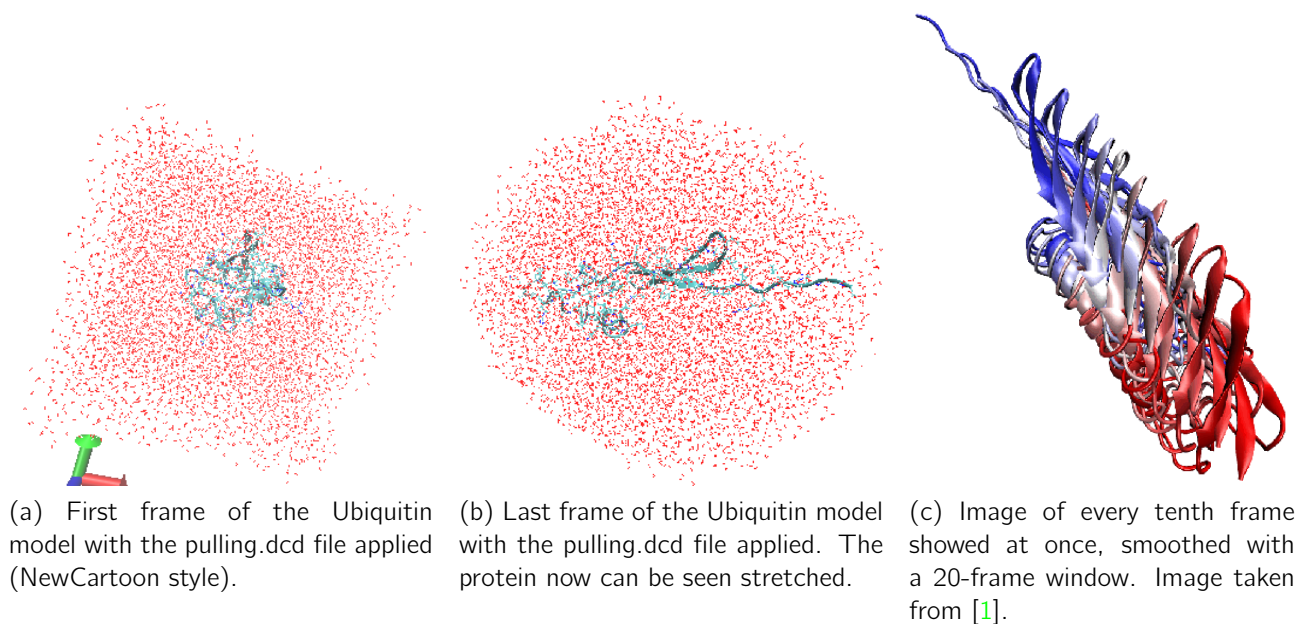 (a) First frame of the Ubiquitin
model with the pulling.dcd file applied
(NewCartoon style).
(b) Last frame of the Ubiquitin model
with the pulling.dcd file applied. The
protein now can be seen stretched.
(c) Image of every tenth frame
showed at once, smoothed with
a 20-frame window. Image taken
from [1].